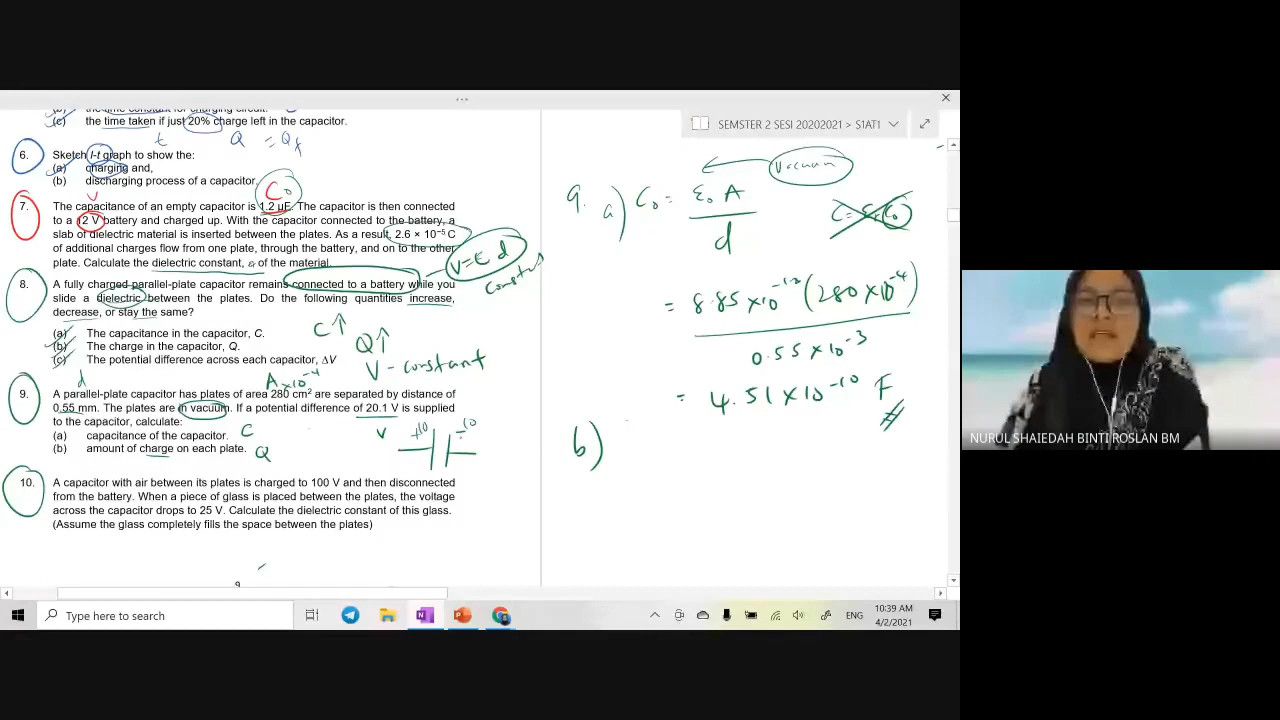 (b) the time constant for charging circuit. C
(c) the time taken if just 20% charge left in the capacitor.
t Q = Qf
6. Sketch I-t graph to show the:
(a) charging and,
(b) discharging process of a capacitor.
V C₀
7. The capacitance of an empty capacitor is 1.2 μF. The capacitor is then connected
to a 12 V battery and charged up. With the capacitor connected to the battery, a
slab of dielectric material is inserted between the plates. As a result, 2.6 × 10⁻⁵ C
of additional charges flow from one plate, through the battery, and on to the other
plate. Calculate the dielectric constant, εr of the material.
V=E d
constant
8. A fully charged parallel-plate capacitor remains connected to a battery while you
slide a dielectric between the plates. Do the following quantities increase,
decrease, or stay the same?
(a) The capacitance in the capacitor, C.
C↑
(b) The charge in the capacitor, Q.
Q↑
(c) The potential difference across each capacitor, ΔV
V - constant
d A ×10⁻⁴
9. A parallel-plate capacitor has plates of area 280 cm² are separated by distance of
0.55 mm. The plates are in vacuum. If a potential difference of 20.1 V is supplied
to the capacitor, calculate:
V
(a) capacitance of the capacitor. C
(b) amount of charge on each plate. Q
+10 -10
10. A capacitor with air between its plates is charged to 100 V and then disconnected
from the battery. When a piece of glass is placed between the plates, the voltage
across the capacitor drops to 25 V. Calculate the dielectric constant of this glass.
(Assume the glass completely fills the space between the plates)
SEMSTER 2 SESI 20202021 > S1AT1
Vacuum
9. a) C₀ = ε₀ A
d
C = εr C₀
= 8.85 ×10⁻¹² (280 ×10⁻⁴)
0.55 ×10⁻³
= 4.51 ×10⁻¹⁰ F
b)
NURUL SHAIEDAH BINTI ROSLAN BM
Type here to search
ENG
10:39 AM
4/2/2021